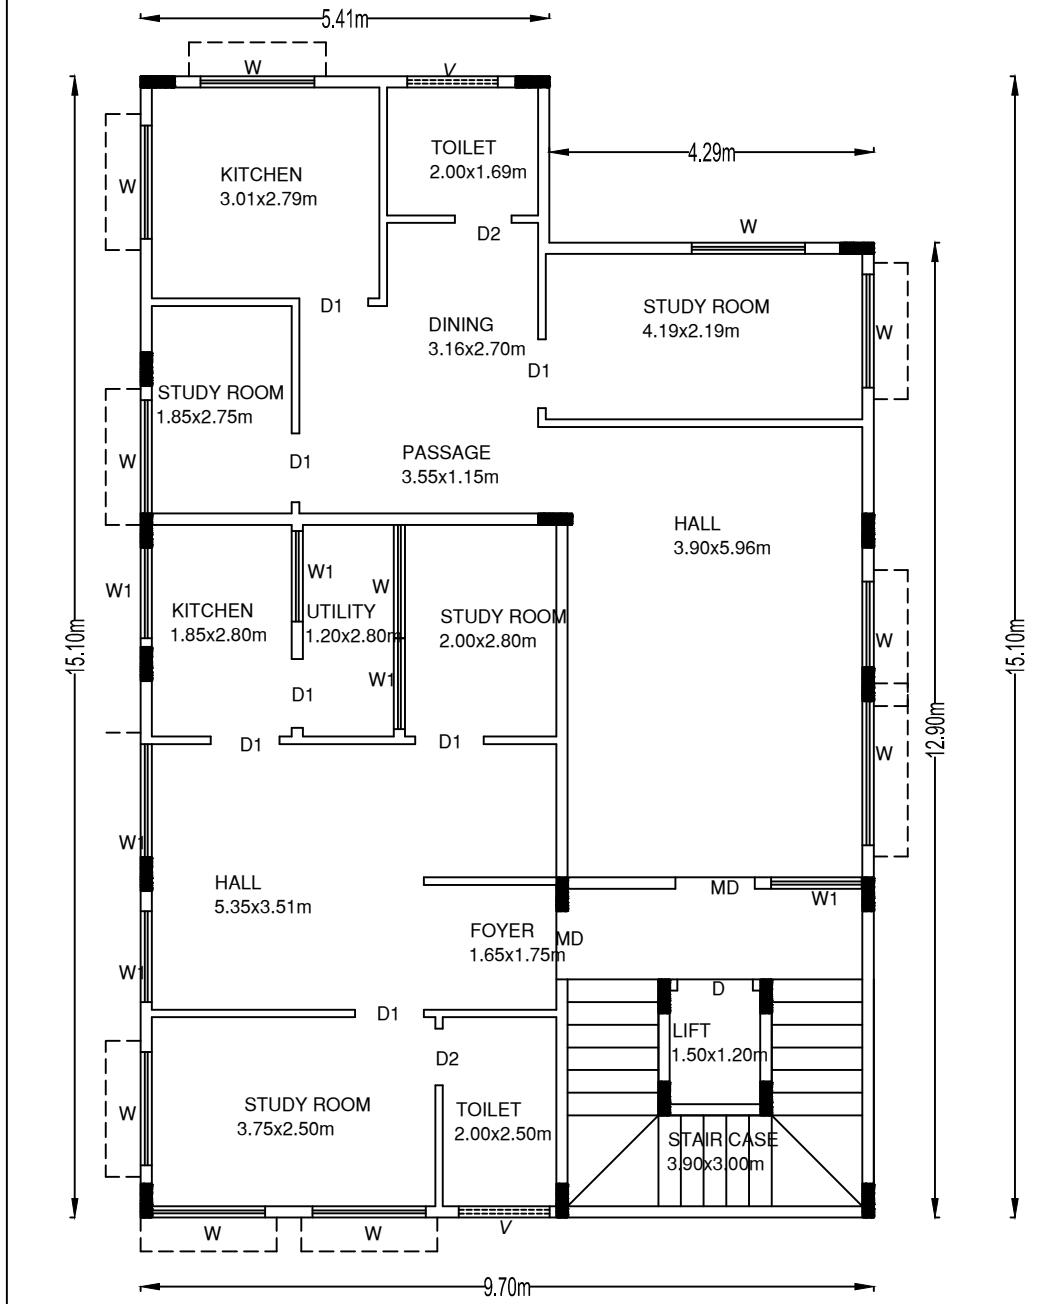 5.41m
W
V
TOILET
2.00x1.69m
4.29m
KITCHEN
3.01x2.79m
W
D2
W
D1
STUDY ROOM
4.19x2.19m
DINING
3.16x2.70m
W
D1
STUDY ROOM
1.85x2.75m
PASSAGE
3.55x1.15m
W
D1
HALL
3.90x5.96m
W1
W1
W
KITCHEN
1.85x2.80m
UTILITY
1.20x2.80m
STUDY ROOM
2.00x2.80m
W
15.10m
15.10m
W1
D1
12.90m
D1
D1
W
W1
HALL
5.35x3.51m
MD
W1
FOYER
1.65x1.75m
MD
W1
D
D1
LIFT
1.50x1.20m
D2
W
STUDY ROOM
3.75x2.50m
TOILET
2.00x2.50m
STAIR CASE
3.90x3.00m
W
W
V
9.70m